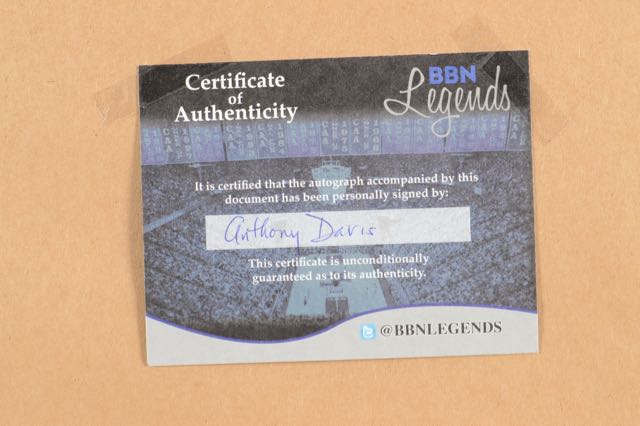 Certificate
of
Authenticity
BBN
Legends
It is certified that the autograph accompanied by this
document has been personally signed by:
Anthony Davis
This certificate is unconditionally
guaranteed as to its authenticity.
@BBNLEGENDS